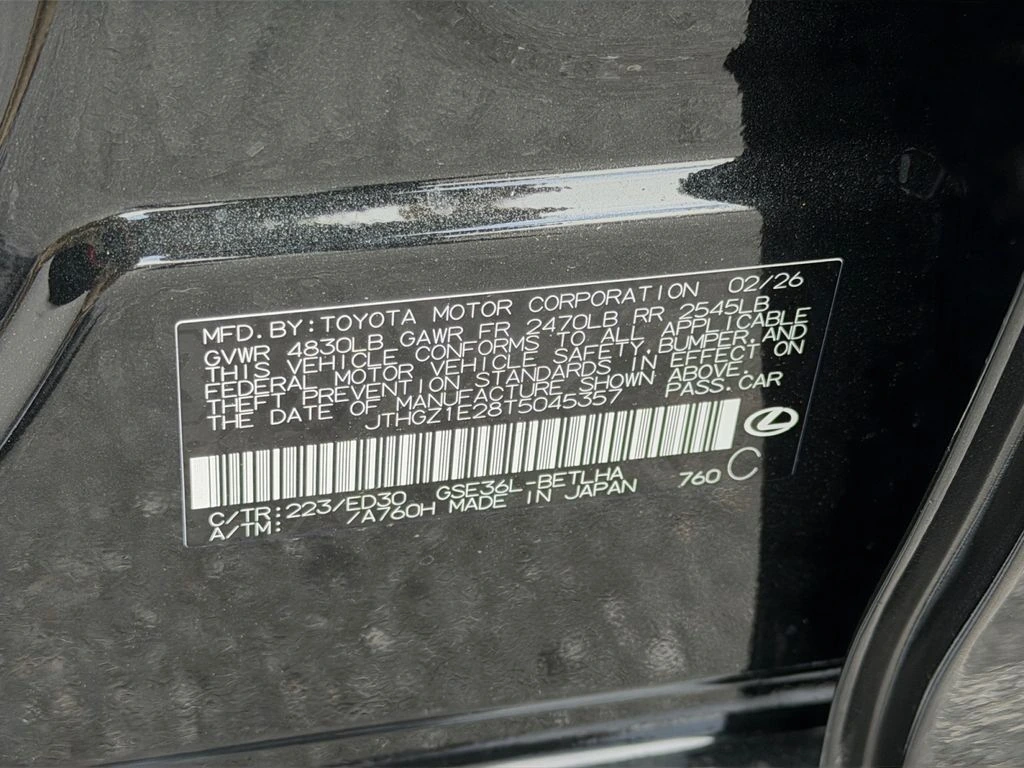 MFD. BY: TOYOTA MOTOR CORPORATION 02/26
GVWR 4830LB GAWR FR 2470LB RR 2545LB
THIS VEHICLE CONFORMS TO ALL APPLICABLE
FEDERAL MOTOR VEHICLE SAFETY, BUMPER, AND
THEFT PREVENTION STANDARDS IN EFFECT ON
THE DATE OF MANUFACTURE SHOWN ABOVE.
JTHGZ1E28T5045357 PASS. CAR
C/TR: 223/ED30 GSE36L-BETLHA 760 C
A/TM: 7A760H MADE IN JAPAN